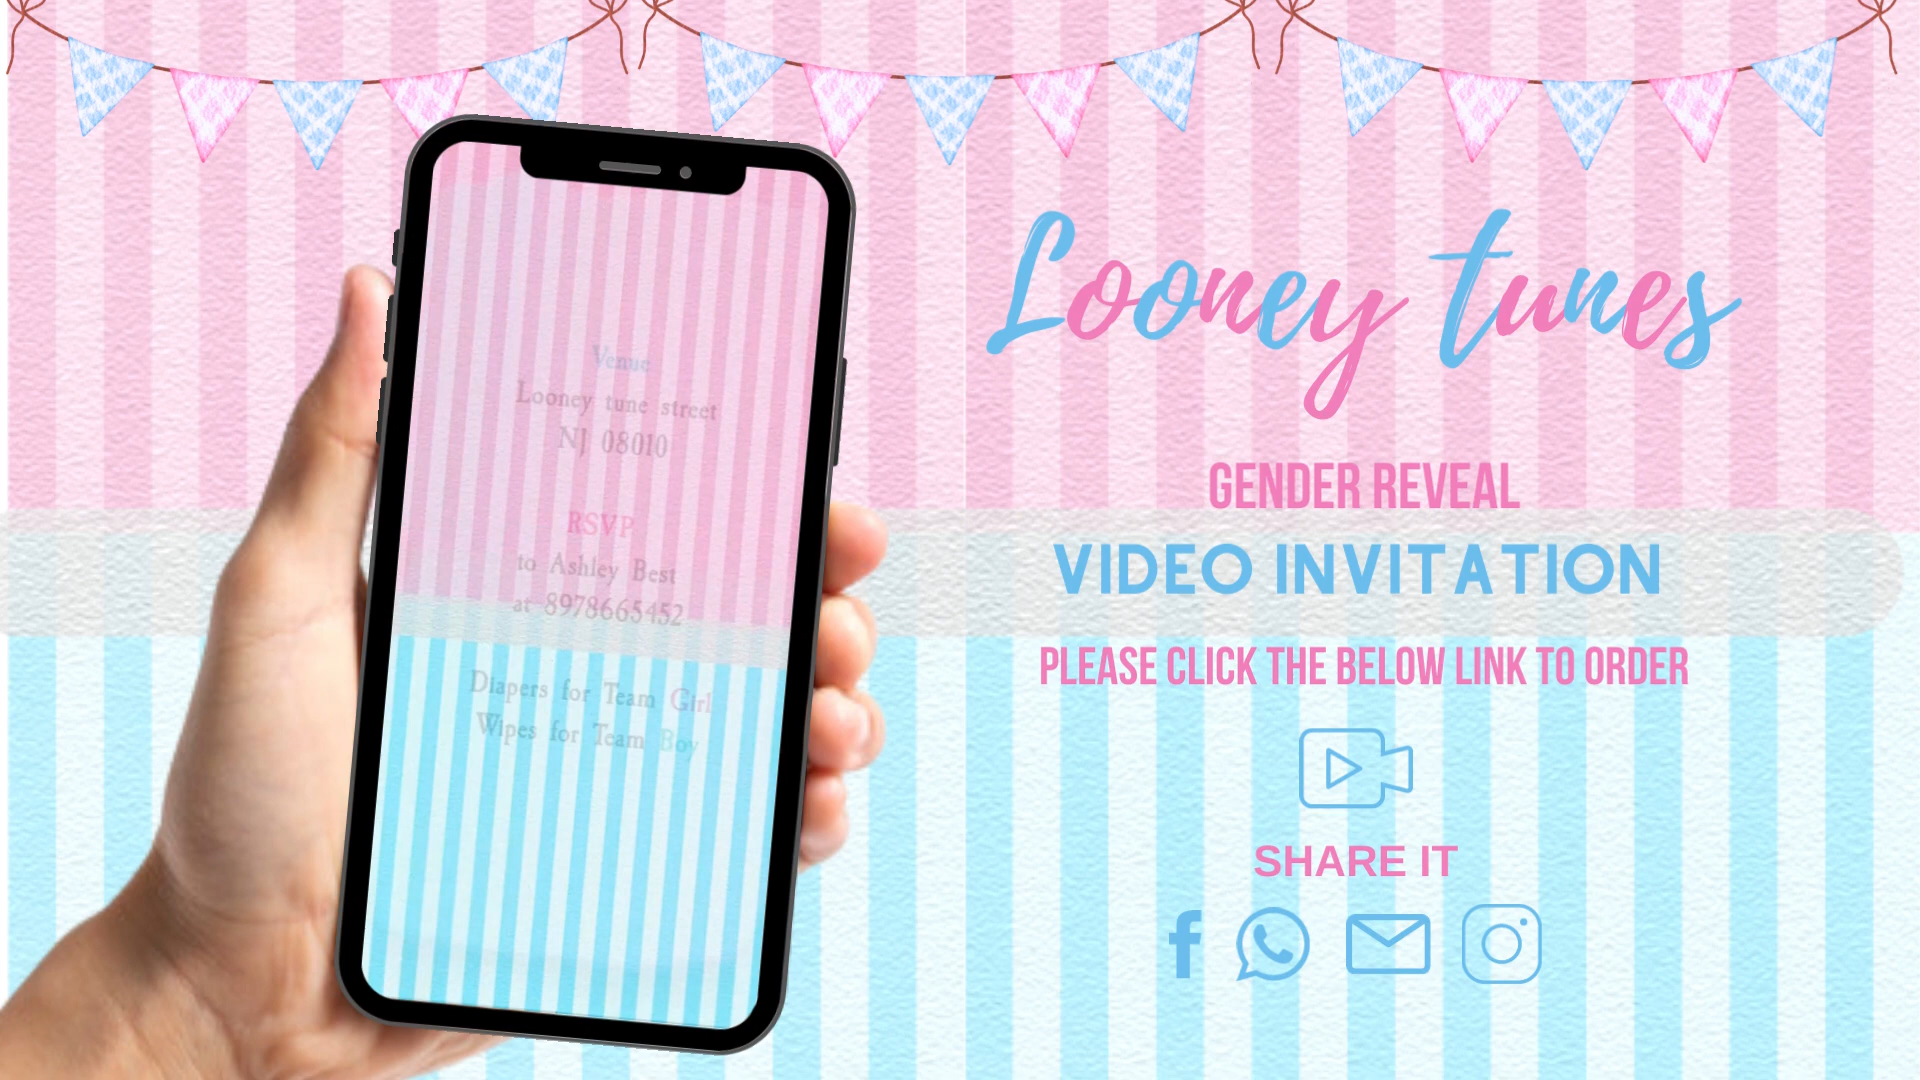 Looney tunes
GENDER REVEAL
VIDEO INVITATION
PLEASE CLICK THE BELOW LINK TO ORDER
SHARE IT
Venue
Looney tune street
NJ 08010
RSVP
to Ashley Best
at 8978665452
Diapers for Team Girl
Wipes for Team Boy